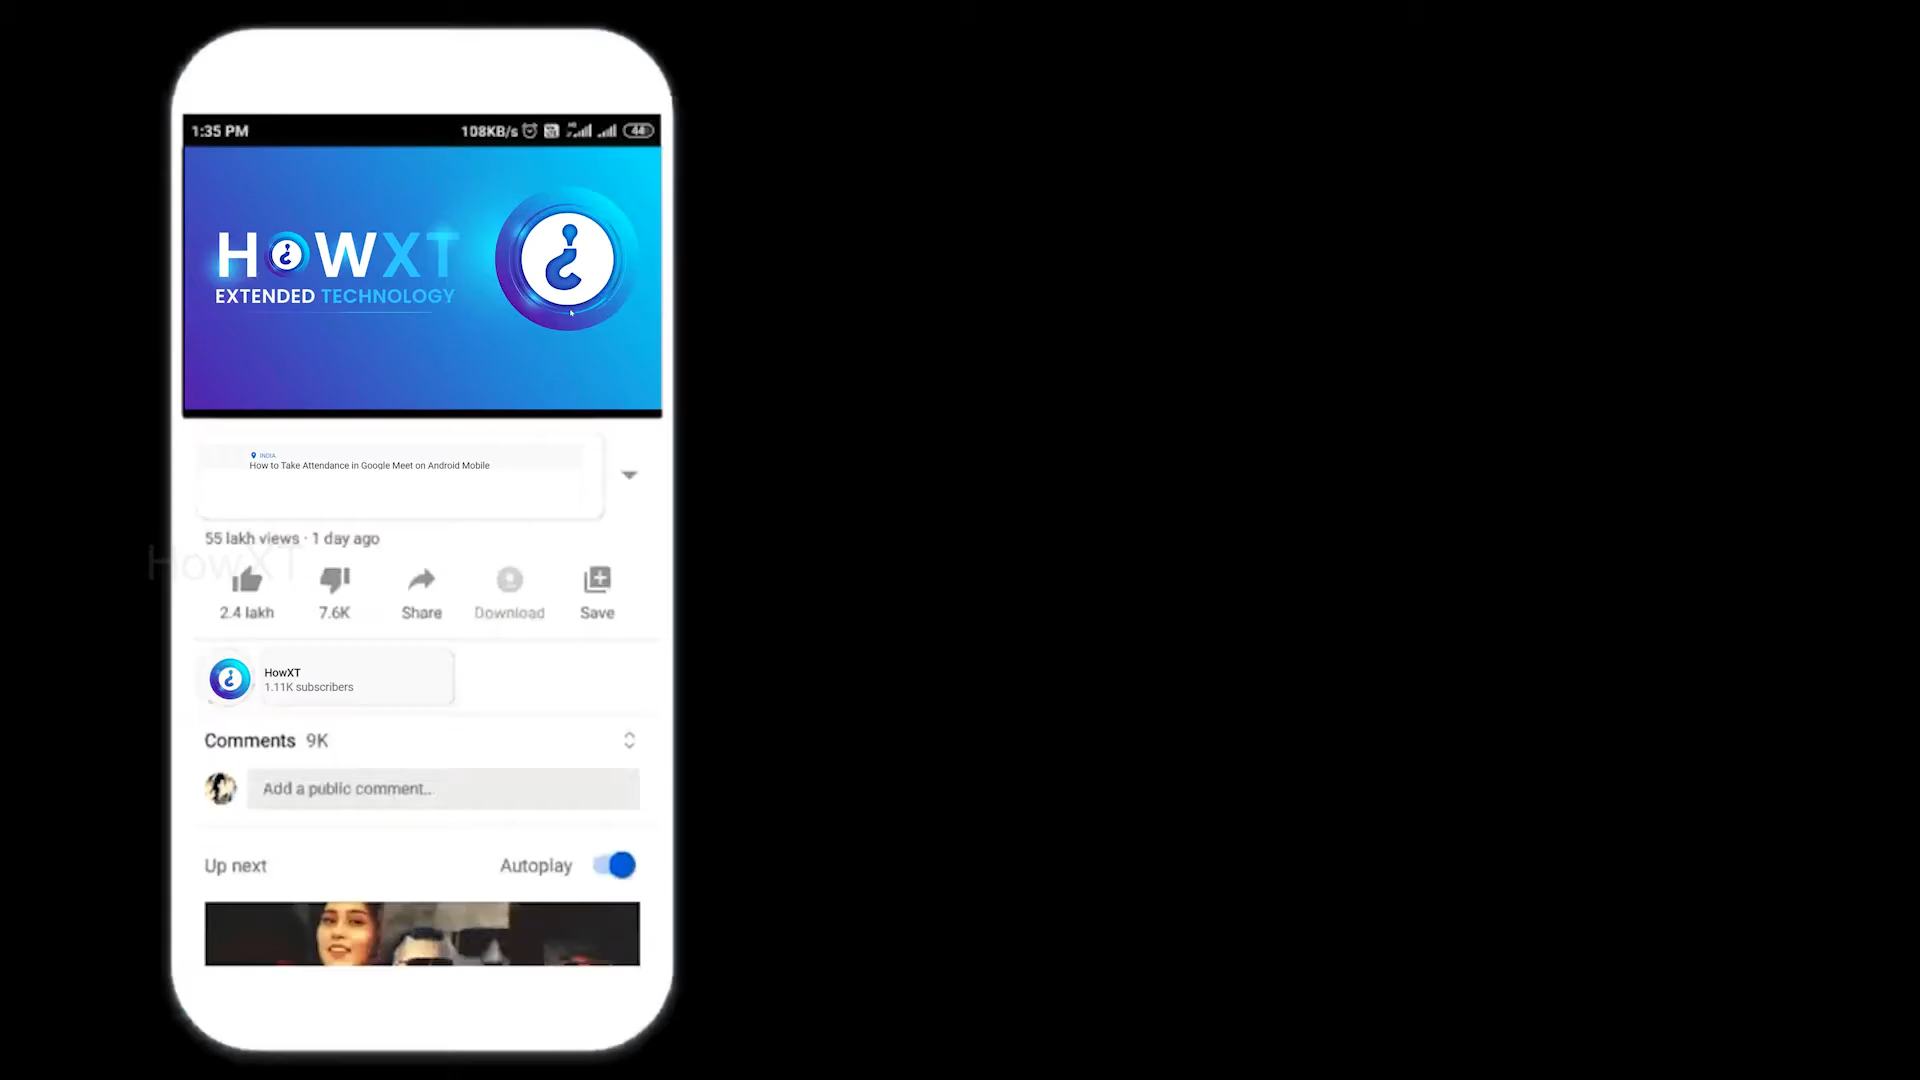 1:35 PM
108KB/s
44
HOWXT
EXTENDED TECHNOLOGY
INDIA
How to Take Attendance in Google Meet on Android Mobile
55 lakh views · 1 day ago
HowXT
2.4 lakh
7.6K
Share
Download
Save
HowXT
1.11K subscribers
Comments 9K
Add a public comment...
Up next
Autoplay